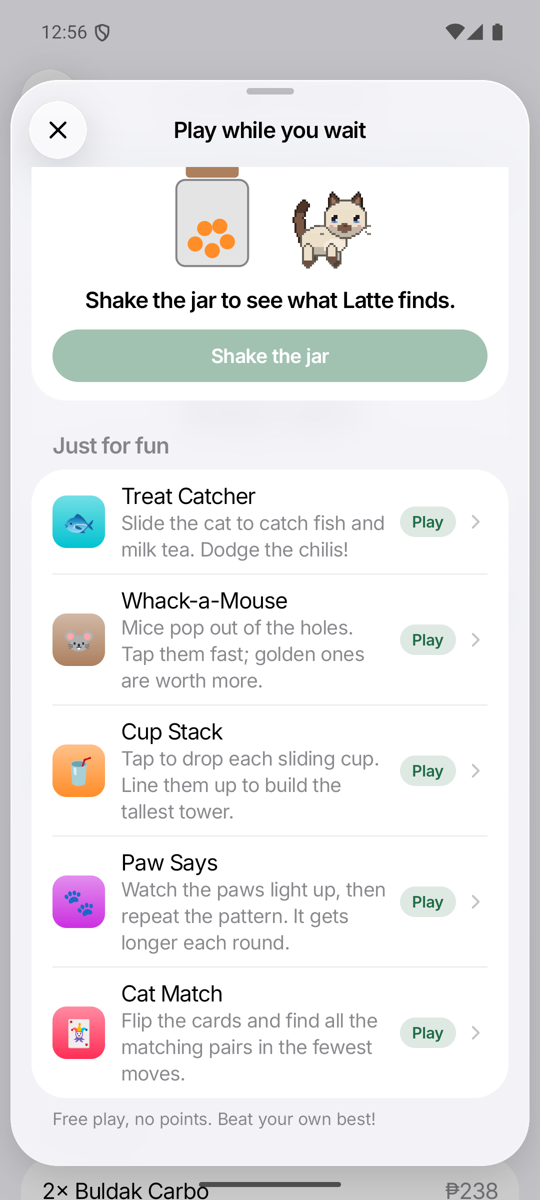 12:56
Play while you wait
Shake the jar to see what Latte finds.
Shake the jar
Just for fun
Treat Catcher
Slide the cat to catch fish and
milk tea. Dodge the chilis!
Play
Whack-a-Mouse
Mice pop out of the holes.
Tap them fast; golden ones
are worth more.
Play
Cup Stack
Tap to drop each sliding cup.
Line them up to build the
tallest tower.
Play
Paw Says
Watch the paws light up, then
repeat the pattern. It gets
longer each round.
Play
Cat Match
Flip the cards and find all the
matching pairs in the fewest
moves.
Play
Free play, no points. Beat your own best!
2× Buldak Carbo ₱238